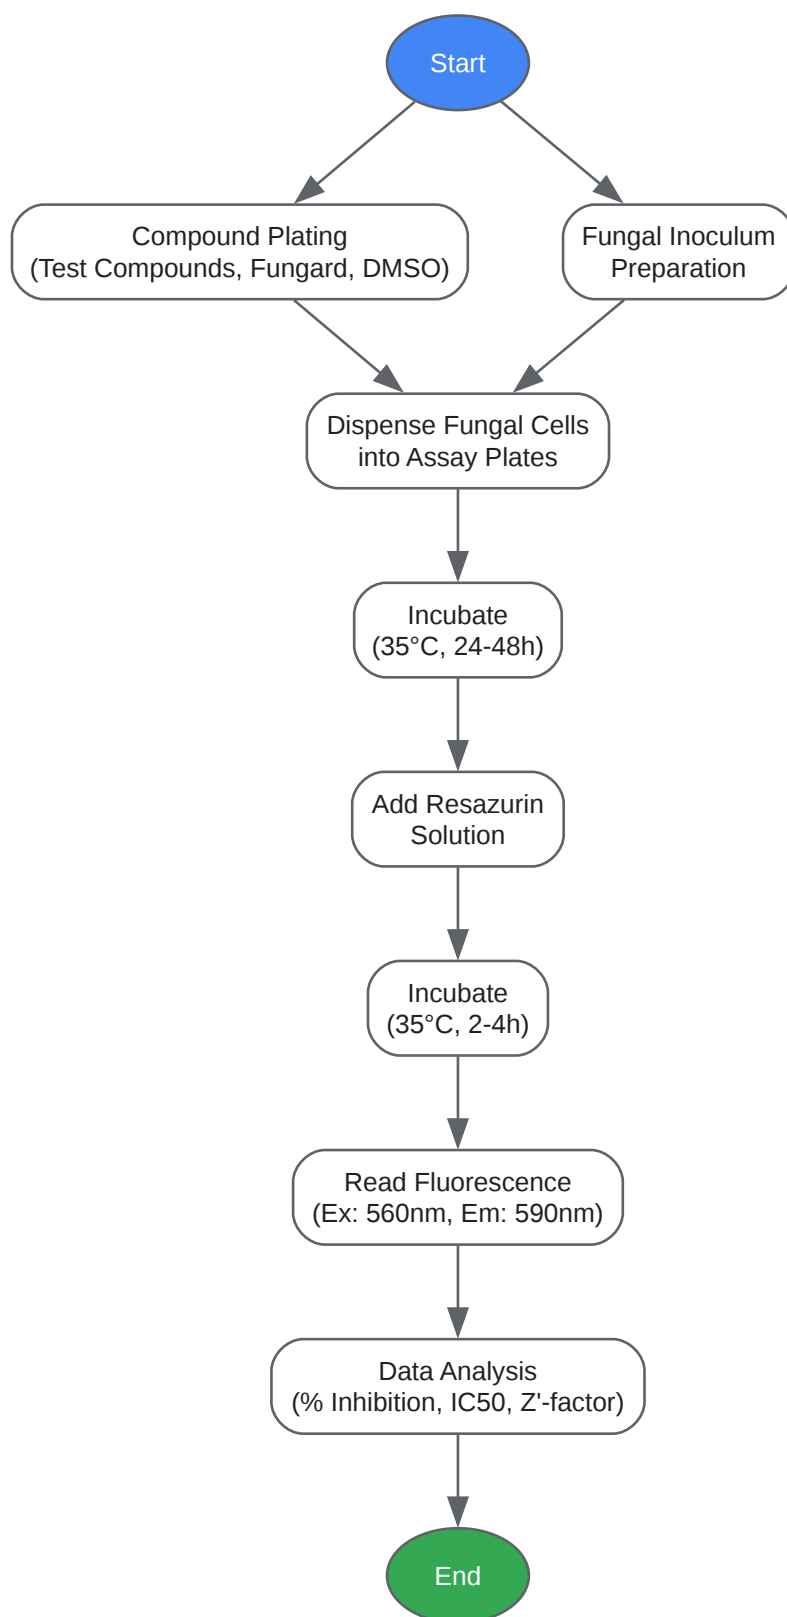 Start
Compound Plating
(Test Compounds, Fungard, DMSO)
Fungal Inoculum
Preparation
Dispense Fungal Cells
into Assay Plates
Incubate
(35°C, 24-48h)
Add Resazurin
Solution
Incubate
(35°C, 2-4h)
Read Fluorescence
(Ex: 560nm, Em: 590nm)
Data Analysis
(% Inhibition, IC50, Z'-factor)
End